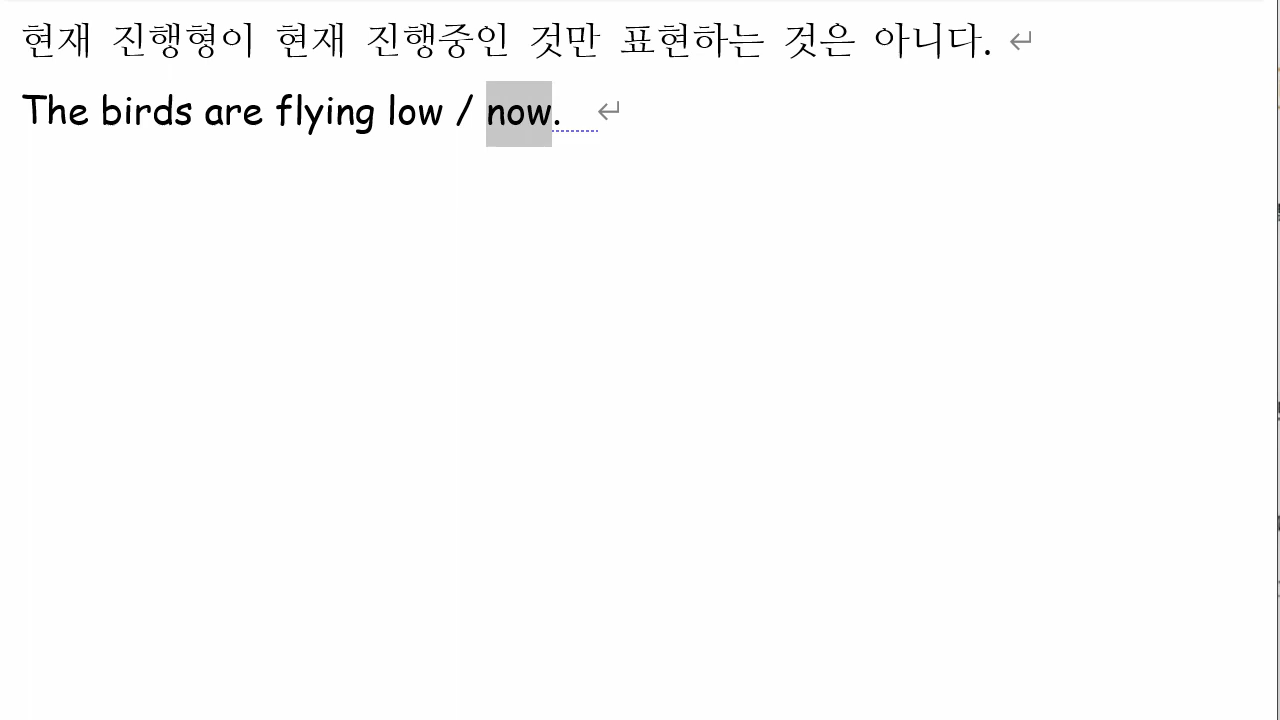 현재 진행형이 현재 진행중인 것만 표현하는 것은 아니다.
The birds are flying low / now.